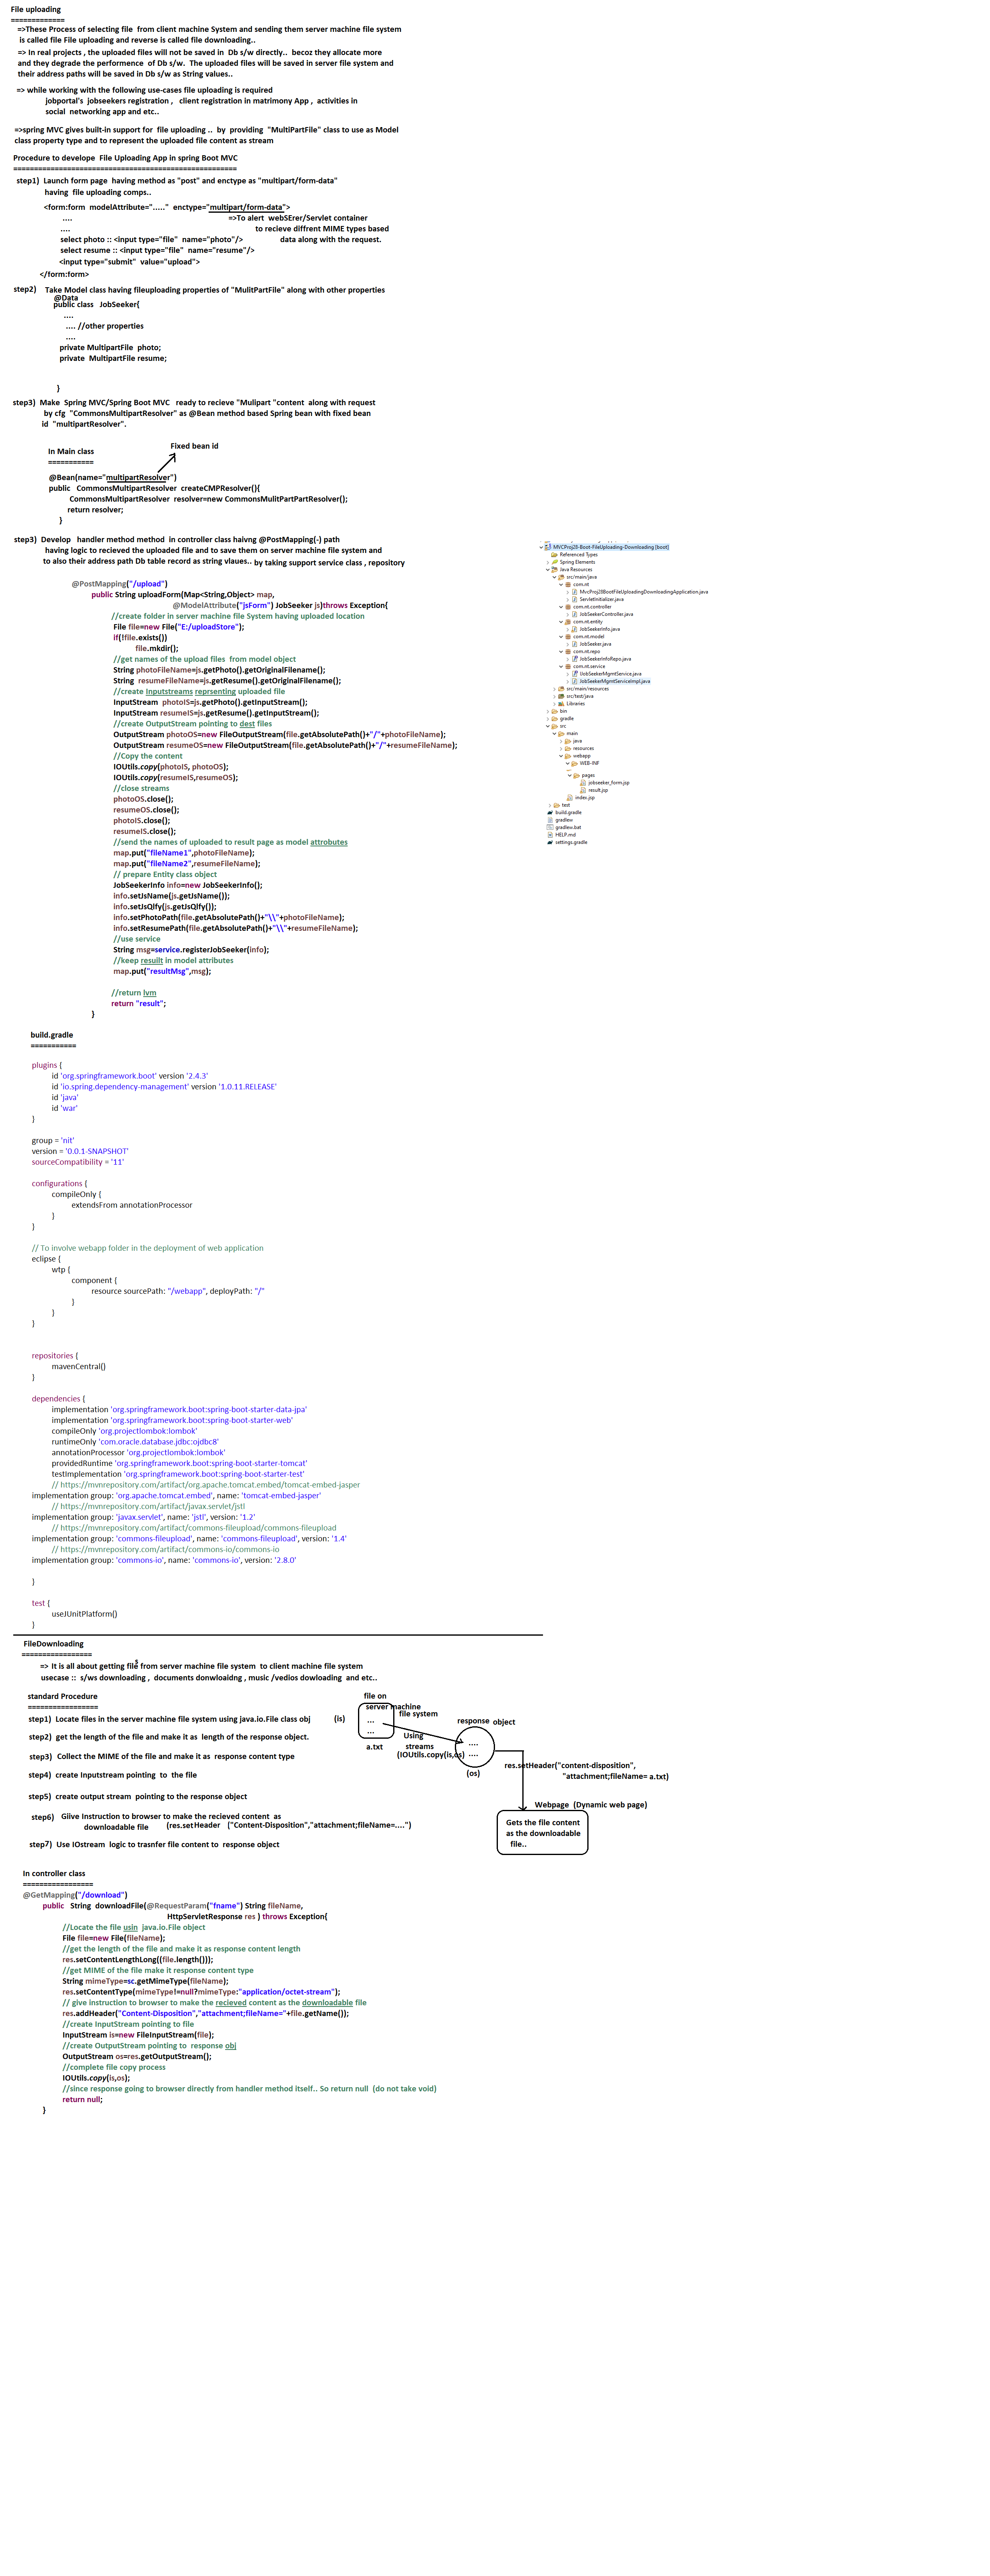 File uploading
=============
=>These Process of selecting file  from client machine System and sending them server machine file system
is called file File uploading and reverse is called file downloading..
=> In real projects , the uploaded files will not be saved in  Db s/w directly..  becoz they allocate more
and they degrade the performence  of Db s/w.  The uploaded files will be saved in server file system and
their address paths will be saved in Db s/w as String values..
=> while working with the following use-cases file uploading is required
jobportal's  jobseekers registration ,   client registration in matrimony App ,  activities in
social  networking app and etc..
=>spring MVC gives built-in support for  file uploading ..  by  providing  "MultiPartFile" class to use as Model
class property type and to represent the uploaded file content as stream
Procedure to develope  File Uploading App in spring Boot MVC
======================================================
step1)  Launch form page  having method as "post" and enctype as "multipart/form-data"
having  file uploading comps..
<form:form  modelAttribute="....."  enctype="multipart/form-data">
....
=>To alert  webSErer/Servlet container
....
to recieve diffrent MIME types based
select photo :: <input type="file"  name="photo"/>
data along with the request.
select resume :: <input type="file"  name="resume"/>
<input type="submit"  value="upload">
</form:form>
step2)    Take Model class having fileuploading properties of "MulitPartFile" along with other properties
@Data
public class   JobSeeker{
....
.... //other properties
....
private MultipartFile  photo;
private  MultipartFile resume;
}
step3)  Make  Spring MVC/Spring Boot MVC   ready to recieve "Mulipart "content  along with request
by cfg  "CommonsMultipartResolver" as @Bean method based Spring bean with fixed bean
id  "multipartResolver".
Fixed bean id
In Main class
===========
@Bean(name="multipartResolver")
public   CommonsMultipartResolver  createCMPResolver(){
CommonsMultipartResolver  resolver=new CommonsMulitPartPartResolver();
return resolver;
}
step3)  Develop   handler method method  in controller class haivng @PostMapping(-) path
having logic to recieved the uploaded file and to save them on server machine file system and
to also their address path Db table record as string vlaues.. by taking support service class , repository
@PostMapping("/upload")
public String uploadForm(Map<String,Object> map,
@ModelAttribute("jsForm") JobSeeker js)throws Exception{
//create folder in server machine file System having uploaded location
File file=new File("E:/uploadStore");
if(!file.exists())
file.mkdir();
//get names of the upload files  from model object
String photoFileName=js.getPhoto().getOriginalFilename();
String  resumeFileName=js.getResume().getOriginalFilename();
//create Inputstreams reprsenting uploaded file
InputStream  photoIS=js.getPhoto().getInputStream();
InputStream resumeIS=js.getResume().getInputStream();
//create OutputStream pointing to dest files
OutputStream photoOS=new FileOutputStream(file.getAbsolutePath()+"/"+photoFileName);
OutputStream resumeOS=new FileOutputStream(file.getAbsolutePath()+"/"+resumeFileName);
//Copy the content
IOUtils.copy(photoIS, photoOS);
IOUtils.copy(resumeIS,resumeOS);
//close streams
photoOS.close();
resumeOS.close();
photoIS.close();
resumeIS.close();
//send the names of uploaded to result page as model attrobutes
map.put("fileName1",photoFileName);
map.put("fileName2",resumeFileName);
// prepare Entity class object
JobSeekerInfo info=new JobSeekerInfo();
info.setJsName(js.getJsName());
info.setJsQlfy(js.getJsQlfy());
info.setPhotoPath(file.getAbsolutePath()+"\\"+photoFileName);
info.setResumePath(file.getAbsolutePath()+"\\"+resumeFileName);
//use service
String msg=service.registerJobSeeker(info);
//keep resuilt in model attributes
map.put("resultMsg",msg);
//return lvm
return "result";
}
MVCProj28-Boot-FileUploading-Downloading [boot]
Referenced Types
Spring Elements
Java Resources
src/main/java
com.nt
MvcProj28BootFileUploadingDownloadingApplication.java
ServletInitializer.java
com.nt.controller
JobSeekerController.java
com.nt.entity
JobSeekerInfo.java
com.nt.model
JobSeeker.java
com.nt.repo
JobSeekerInfoRepo.java
com.nt.service
IJobSeekerMgmtService.java
JobSeekerMgmtServiceImpl.java
src/main/resources
src/test/java
Libraries
bin
gradle
src
main
java
resources
webapp
WEB-INF
pages
jobseeker_form.jsp
result.jsp
index.jsp
test
build.gradle
gradlew
gradlew.bat
HELP.md
settings.gradle
build.gradle
===========
plugins {
id 'org.springframework.boot' version '2.4.3'
id 'io.spring.dependency-management' version '1.0.11.RELEASE'
id 'java'
id 'war'
}
group = 'nit'
version = '0.0.1-SNAPSHOT'
sourceCompatibility = '11'
configurations {
compileOnly {
extendsFrom annotationProcessor
}
}
// To involve webapp folder in the deployment of web application
eclipse {
wtp {
component {
resource sourcePath: "/webapp", deployPath: "/"
}
}
}
repositories {
mavenCentral()
}
dependencies {
implementation 'org.springframework.boot:spring-boot-starter-data-jpa'
implementation 'org.springframework.boot:spring-boot-starter-web'
compileOnly 'org.projectlombok:lombok'
runtimeOnly 'com.oracle.database.jdbc:ojdbc8'
annotationProcessor 'org.projectlombok:lombok'
providedRuntime 'org.springframework.boot:spring-boot-starter-tomcat'
testImplementation 'org.springframework.boot:spring-boot-starter-test'
// https://mvnrepository.com/artifact/org.apache.tomcat.embed/tomcat-embed-jasper
implementation group: 'org.apache.tomcat.embed', name: 'tomcat-embed-jasper'
// https://mvnrepository.com/artifact/javax.servlet/jstl
implementation group: 'javax.servlet', name: 'jstl', version: '1.2'
// https://mvnrepository.com/artifact/commons-fileupload/commons-fileupload
implementation group: 'commons-fileupload', name: 'commons-fileupload', version: '1.4'
// https://mvnrepository.com/artifact/commons-io/commons-io
implementation group: 'commons-io', name: 'commons-io', version: '2.8.0'
}
test {
useJUnitPlatform()
}
FileDownloading
=================
=>  It is all about getting files from server machine file system  to client machine file system
usecase ::  s/ws downloading ,  documents donwloaidng , music /vedios dowloading  and etc..
standard Procedure
=================
step1)  Locate files in the server machine file system using java.io.File class obj
step2)  get the length of the file and make it as  length of the response object.
step3)  Collect the MIME of the file and make it as  response content type
step4)  create Inputstream pointing  to  the file
step5)  create output stream  pointing to the response object
step6)   Giive Instruction to browser to make the recieved content  as
downloadable  file  (res.setHeader  ("Content-Disposition","attachment;fileName=....")
step7)  Use IOstream  logic to trasnfer file content to  response object
file on
server machine
file system
(is)
...
...
a.txt
Using
streams
(IOUtils.copy(is,os)
response object
....
....
(os)
res.setHeader("content-disposition",
"attachment;fileName= a.txt)
Webpage  (Dynamic web page)
Gets the file content
as the downloadable
file..
In controller class
=================
@GetMapping("/download")
public   String  downloadFile(@RequestParam("fname") String fileName,
HttpServletResponse res ) throws Exception{
//Locate the file usin  java.io.File object
File file=new File(fileName);
//get the length of the file and make it as response content length
res.setContentLengthLong((file.length()));
//get MIME of the file make it response content type
String mimeType=sc.getMimeType(fileName);
res.setContentType(mimeType!=null?mimeType:"application/octet-stream");
// give instruction to browser to make the recieved content as the downloadable file
res.addHeader("Content-Disposition","attachment;fileName="+file.getName());
//create InputStream pointing to file
InputStream is=new FileInputStream(file);
//create OutputStream pointing to  response obj
OutputStream os=res.getOutputStream();
//complete file copy process
IOUtils.copy(is,os);
//since response going to browser directly from handler method itself.. So return null  (do not take void)
return null;
}